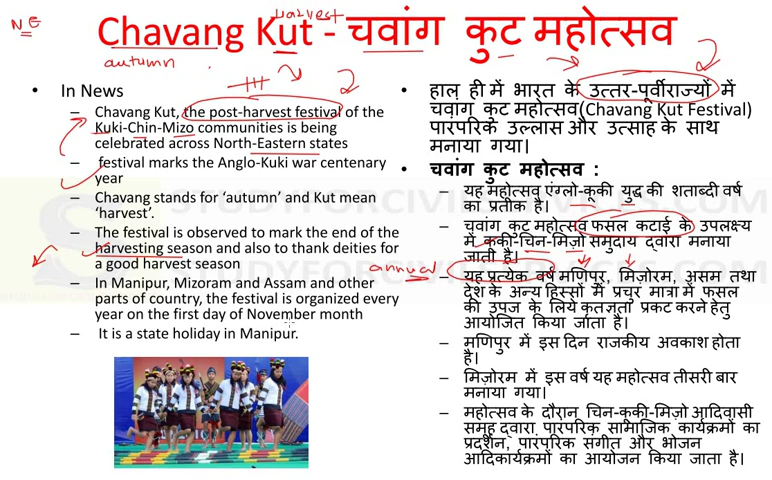 NE
harvest
Chavang Kut - चवांग कुट महोत्सव
autumn
In News
Chavang Kut, the post-harvest festival of the
Kuki-Chin-Mizo communities is being
celebrated across North-Eastern states
festival marks the Anglo-Kuki war centenary
year
Chavang stands for 'autumn' and Kut mean
'harvest'.
The festival is observed to mark the end of the
harvesting season and also to thank deities for
a good harvest season
In Manipur, Mizoram and Assam and other
parts of country, the festival is organized every
year on the first day of November month
It is a state holiday in Manipur.
हाल ही में भारत के उत्तर-पूर्वीराज्यों में
चवांग कुट महोत्सव(Chavang Kut Festival)
पारंपरिक उल्लास और उत्साह के साथ
मनाया गया।
चवांग कुट महोत्सव :
यह महोत्सव एंग्लो-कूकी युद्ध की शताब्दी वर्ष
का प्रतीक है।
चवांग कुट महोत्सव फसल कटाई के उपलक्ष्य
में कूकी-चिन-मिज़ो समुदाय द्वारा मनाया
जाती है।
annual
यह प्रत्येक वर्ष मणिपुर, मिज़ोरम, असम तथा
देश के अन्य हिस्सों में प्रचुर मात्रा में फसल
की उपज के लिये कृतज्ञता प्रकट करने हेतु
आयोजित किया जाता है।
मणिपुर में इस दिन राजकीय अवकाश होता
है।
मिज़ोरम में इस वर्ष यह महोत्सव तीसरी बार
मनाया गया।
महोत्सव के दौरान चिन-कूकी-मिज़ो आदिवासी
समूह द्वारा पारंपरिक सामाजिक कार्यक्रमों का
प्रदर्शन, पारंपरिक संगीत और भोजन
आदिकार्यक्रमों का आयोजन किया जाता है।